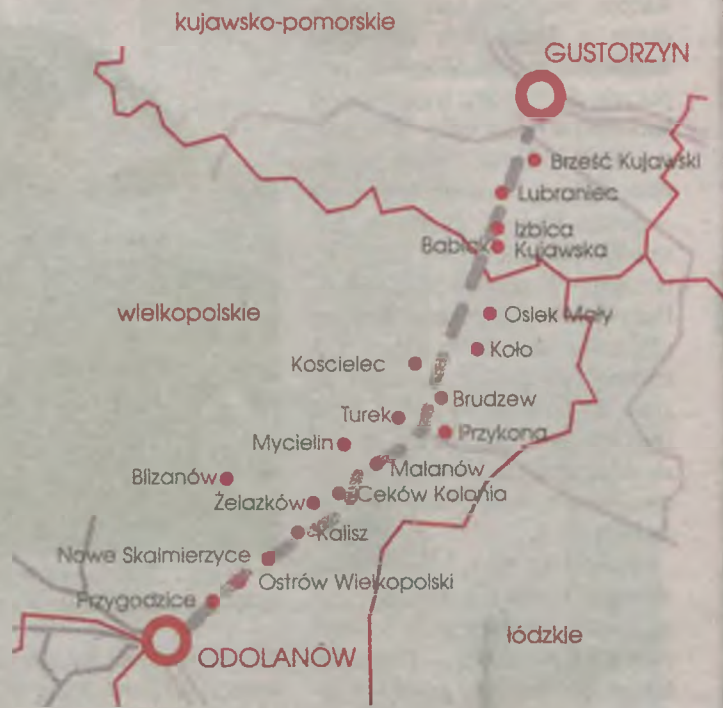 kujawsko-pomorskie
GUSTORZYN
Brześć Kujawski
Lubraniec
Izbica
Babiak
Kujawska
wielkopolskie
Osiek Mały
Koło
Koscielec
Brudzew
Turek
Przykona
Mycielin
Malanów
Blizanów
Ceków Kolonia
Żelazków
Kalisz
Nowe Skalmierzyce
Ostrów Wielkopolski
Przygodzice
łódzkie
ODOLANÓW